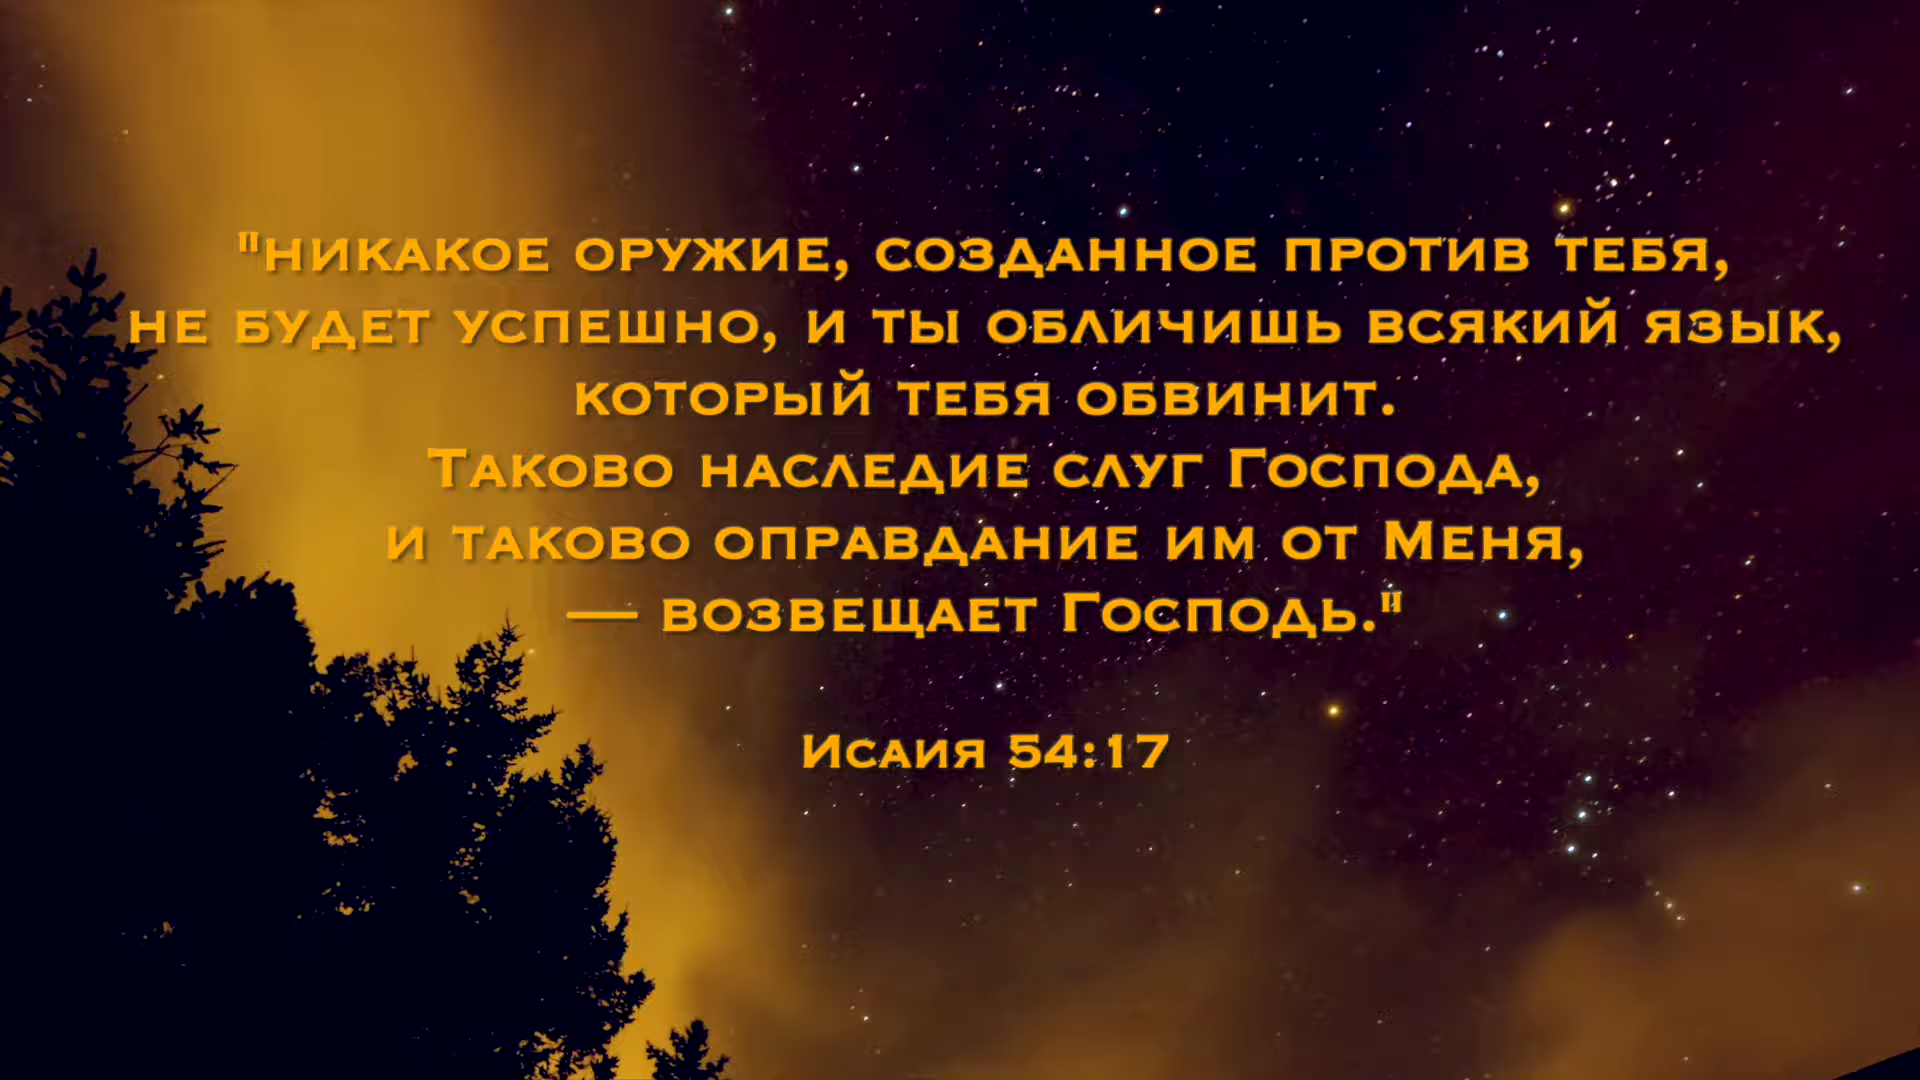 "никакое оружие, созданное против тебя,
не будет успешно, и ты обличишь всякий язык,
который тебя обвинит.
Таково наследие слуг Господа,
и таково оправдание им от Меня,
— возвещает Господь."
Исаия 54:17